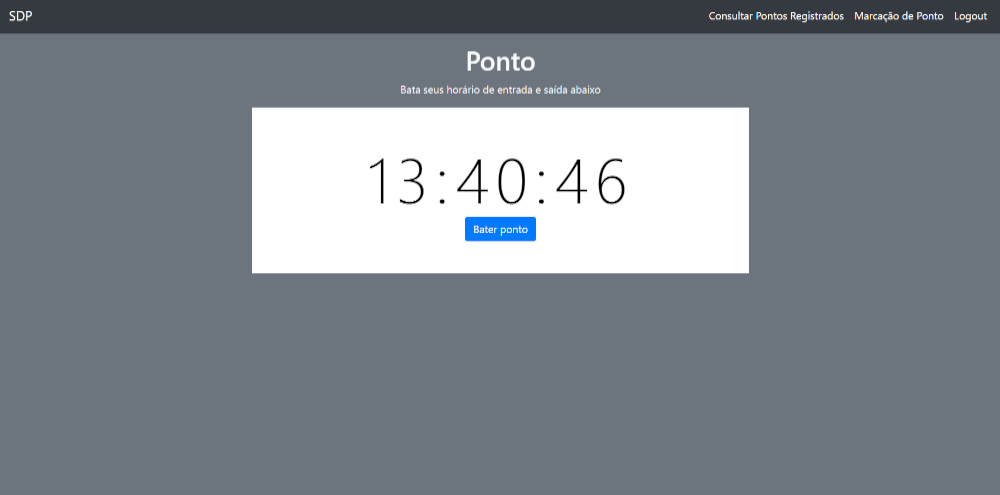 SDP
Consultar Pontos Registrados Marcação de Ponto Logout
Ponto
Bata seus horário de entrada e saída abaixo
13:40:46
Bater ponto